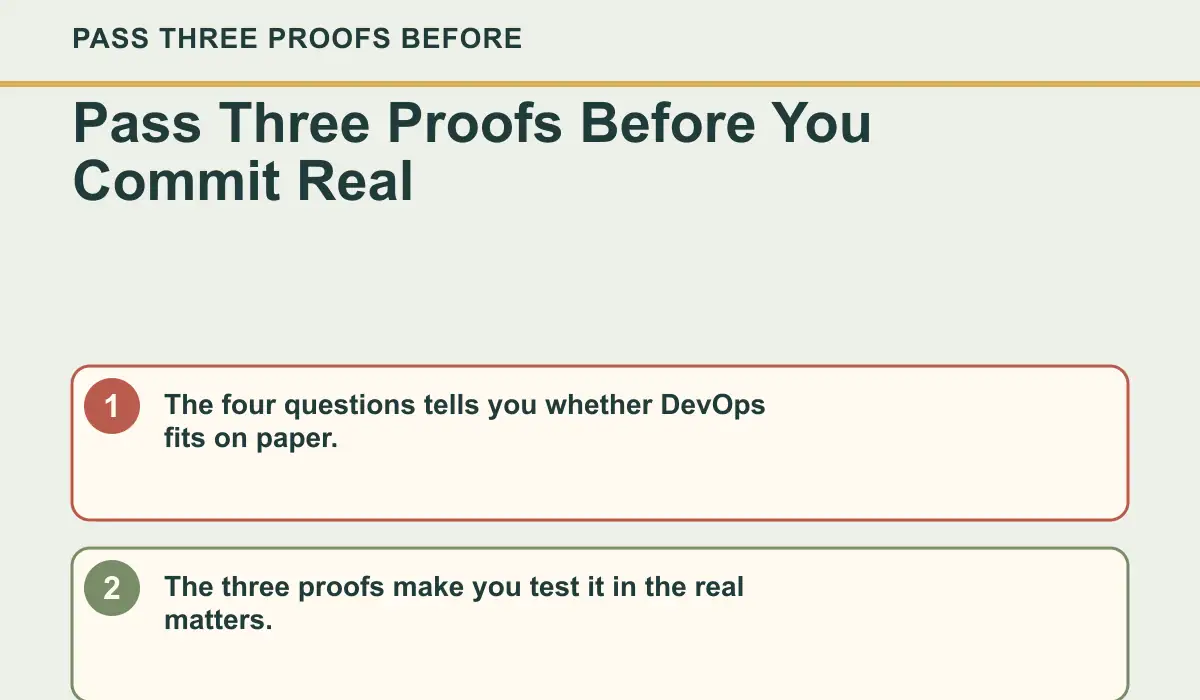 PASS THREE PROOFS BEFORE
Pass Three Proofs Before You
Commit Real
1
The four questions tells you whether DevOps
fits on paper.
2
The three proofs make you test it in the real
matters.